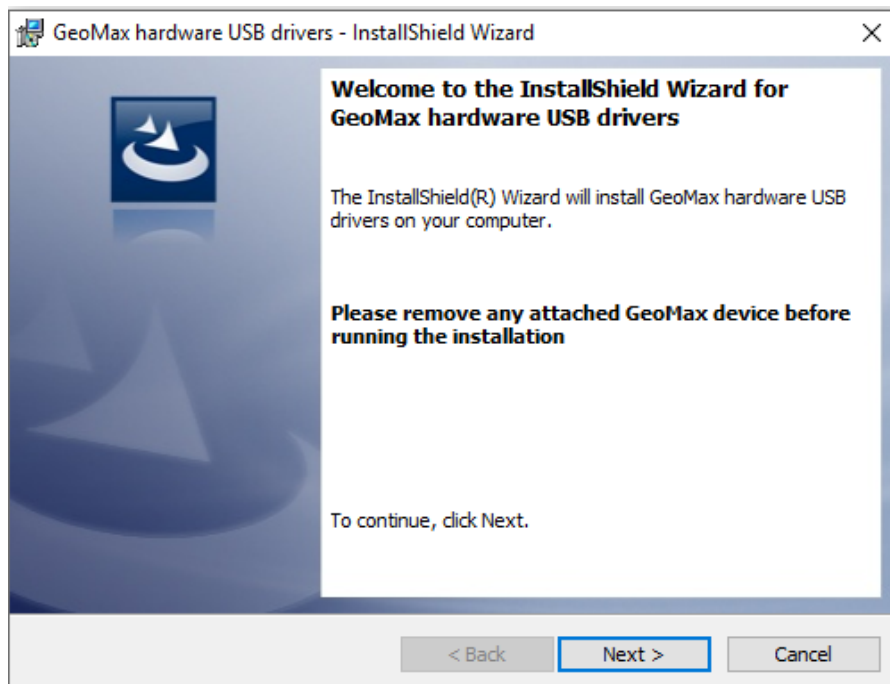 GeoMax hardware USB drivers - InstallShield Wizard
Welcome to the InstallShield Wizard for
GeoMax hardware USB drivers
The InstallShield(R) Wizard will install GeoMax hardware USB
drivers on your computer.
Please remove any attached GeoMax device before
running the installation
To continue, click Next.
< Back
Next >
Cancel